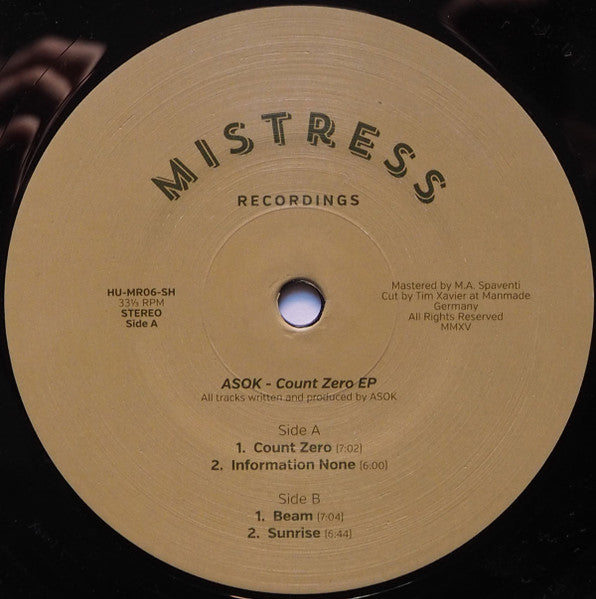 MISTRESS
RECORDINGS
HU-MR06-SH
33⅓ RPM
STEREO
Side A
Mastered by M.A. Spaventi
Cut by Tim Xavier at Manmade
Germany
All Rights Reserved
MMXV
ASOK - Count Zero EP
All tracks written and produced by ASOK
Side A
1. Count Zero [7:02]
2. Information None [6:00]
Side B
1. Beam [7:04]
2. Sunrise [6:44]